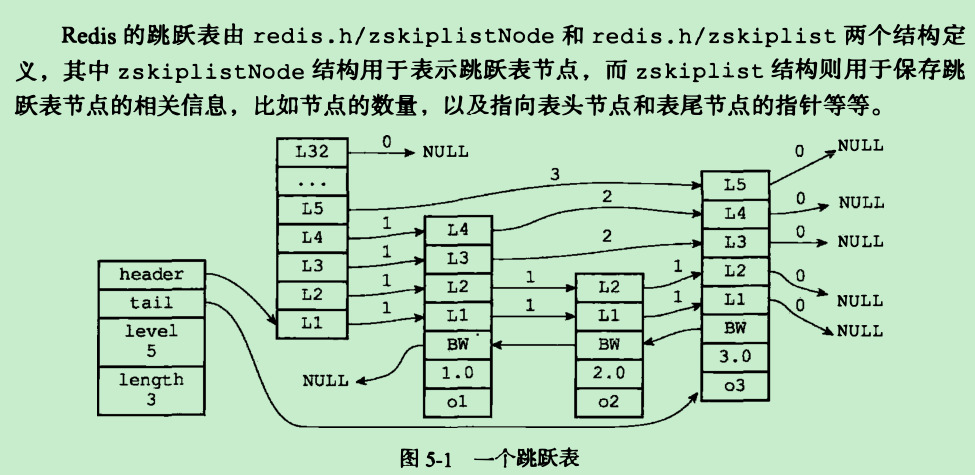 Redis 的跳跃表由 redis.h/zskiplistNode 和 redis.h/zskiplist 两个结构定
义，其中 zskiplistNode 结构用于表示跳跃表节点，而 zskiplist 结构则用于保存跳
跃表节点的相关信息，比如节点的数量，以及指向表头节点和表尾节点的指针等等。
header
tail
level
5
length
3
L32
...
L5
L4
L3
L2
L1
0
NULL
3
1
1
1
1
L4
L3
L2
L1
BW
1.0
o1
NULL
2
2
1
1
L2
L1
BW
2.0
o2
1
1
L5
L4
L3
L2
L1
BW
3.0
o3
0
NULL
0
NULL
0
NULL
0
NULL
0
NULL
图 5-1 一个跳跃表